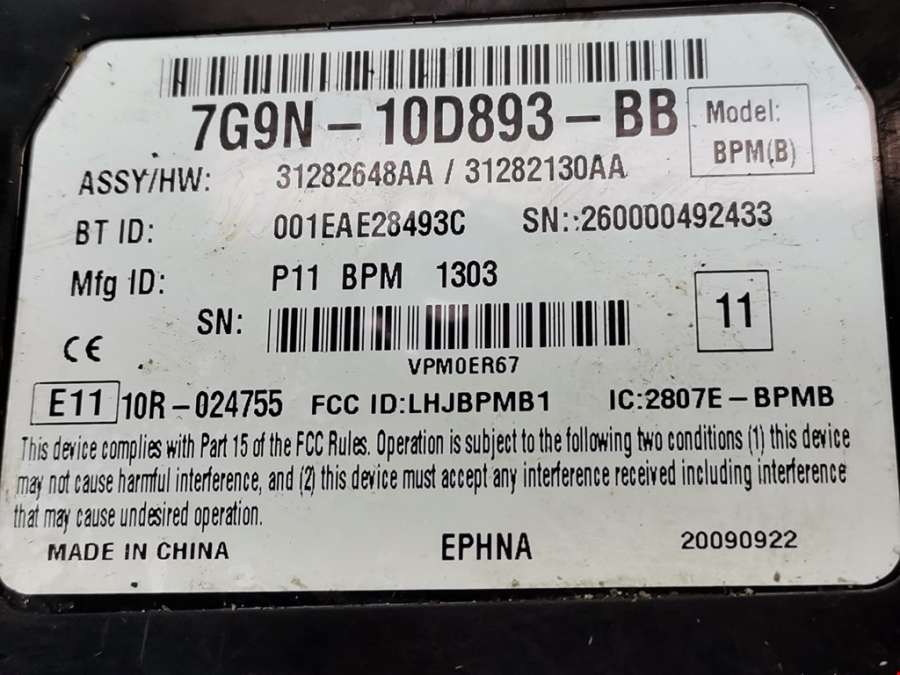 7G9N-10D893-BB
Model:
BPM(B)
ASSY/HW: 31282648AA / 31282130AA
BT ID: 001EAE28493C SN::260000492433
Mfg ID: P11 BPM 1303
11
SN:
VPM0ER67
CE
E11 10R-024755 FCC ID:LHJBPMB1 IC:2807E-BPMB
This device complies with Part 15 of the FCC Rules. Operation is subject to the following two conditions (1) this device
may not cause harmful interference, and (2) this device must accept any interference received including interference
that may cause undesired operation.
MADE IN CHINA EPHNA 20090922